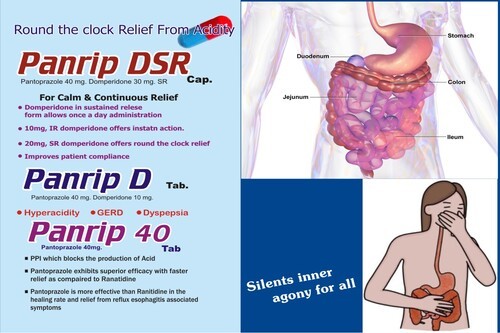 Round the clock Relief From Acidity
Panrip DSR Cap.
Pantoprazole 40 mg. Domperidone 30 mg. SR
For Calm & Continuous Relief
Domperidone in sustained relese
form allows once a day administration
10mg, IR domperidone offers instatn action.
20mg, SR domperidone offers round the clock relief
Improves patient compliance
Panrip D Tab.
Pantoprazole 40 mg. Domperidone 10 mg.
Hyperacidity GERD Dyspepsia
Panrip 40
Pantoprazole 40mg. Tab
PPI which blocks the production of Acid
Pantoprazole exhibits superior efficacy with faster
relief as compaired to Ranatidine
Pantoprazole is more effective than Ranitidine in the
healing rate and relief from reflux esophagitis associated
symptoms
Stomach
Duodenum
Colon
Jejunum
Ileum
Silents inner
agony for all